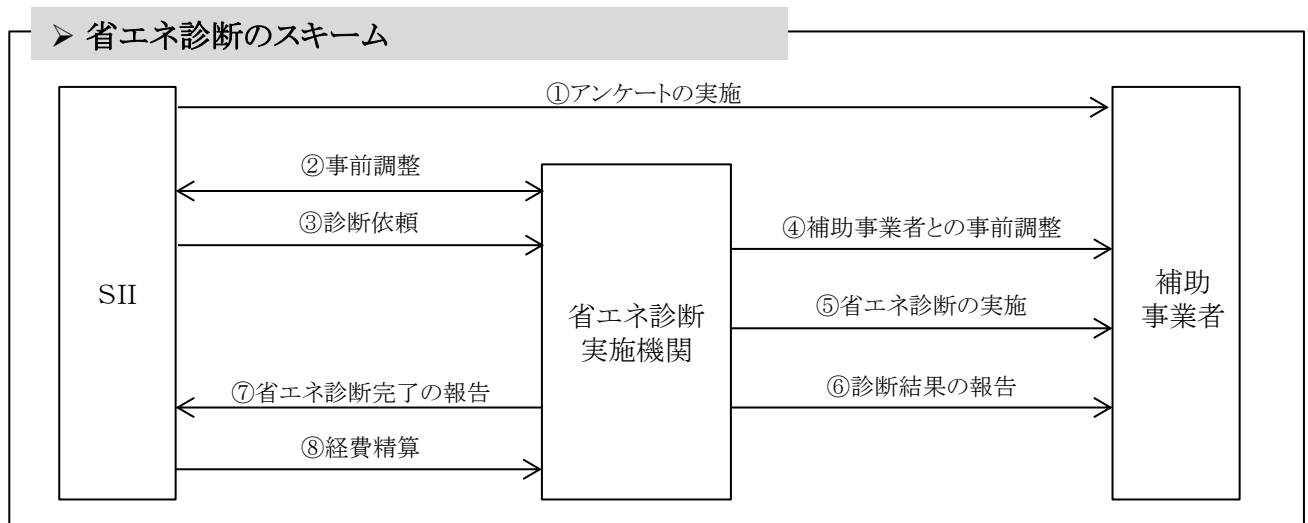 ➢ 省エネ診断のスキーム
①アンケートの実施
②事前調整
③診断依頼
④補助事業者との事前調整
SII
省エネ診断
実施機関
補助
事業者
⑤省エネ診断の実施
⑥診断結果の報告
⑦省エネ診断完了の報告
⑧経費精算